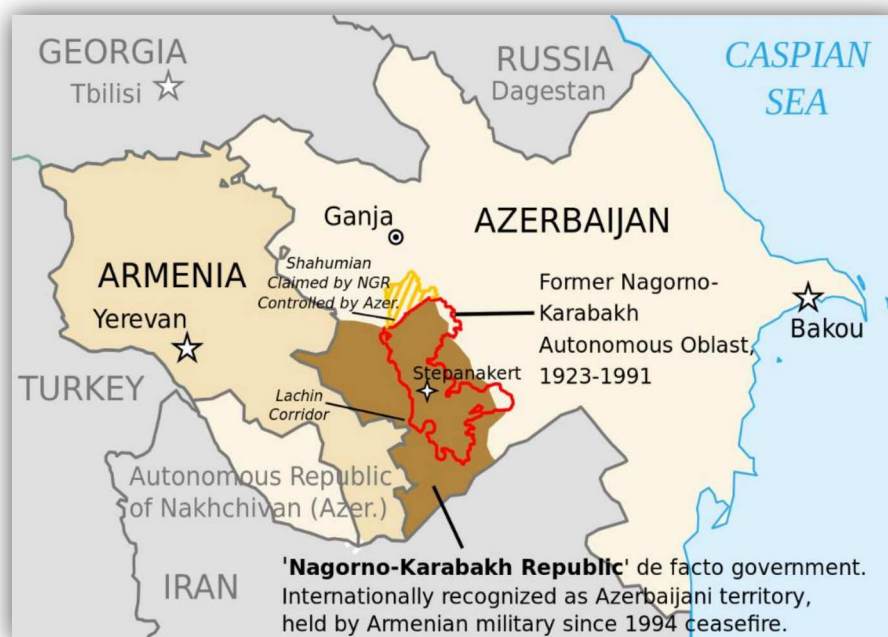 GEORGIA
Tbilisi
RUSSIA
Dagestan
CASPIAN
SEA
Ganja
AZERBAIJAN
Shahumian
Claimed by NGR
Controlled by Azer.
ARMENIA
Yerevan
Former Nagorno-
Karabakh
Autonomous Oblast,
1923-1991
Bakou
Stepanakert
TURKEY
Lachin
Corridor
Autonomous Republic
of Nakhchivan (Azer.)
IRAN
'Nagorno-Karabakh Republic' de facto government.
Internationally recognized as Azerbaijani territory,
held by Armenian military since 1994 ceasefire.